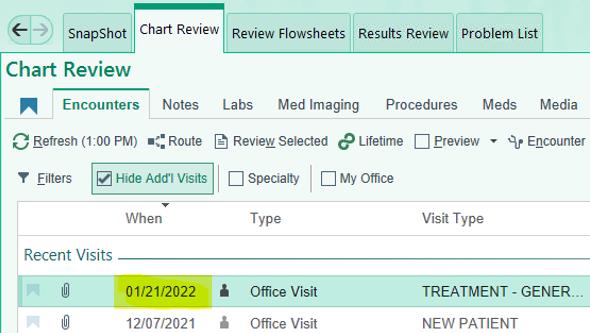 SnapShot Chart Review Review Flowsheets Results Review Problem List
Chart Review
Encounters Notes Labs Med Imaging Procedures Meds Media
Refresh (1:00 PM) Route Review Selected Lifetime Preview Encounter
Filters Hide Add'l Visits Specialty My Office
When Type Visit Type
Recent Visits
01/21/2022 Office Visit TREATMENT - GENER...
12/07/2021 Office Visit NEW PATIENT